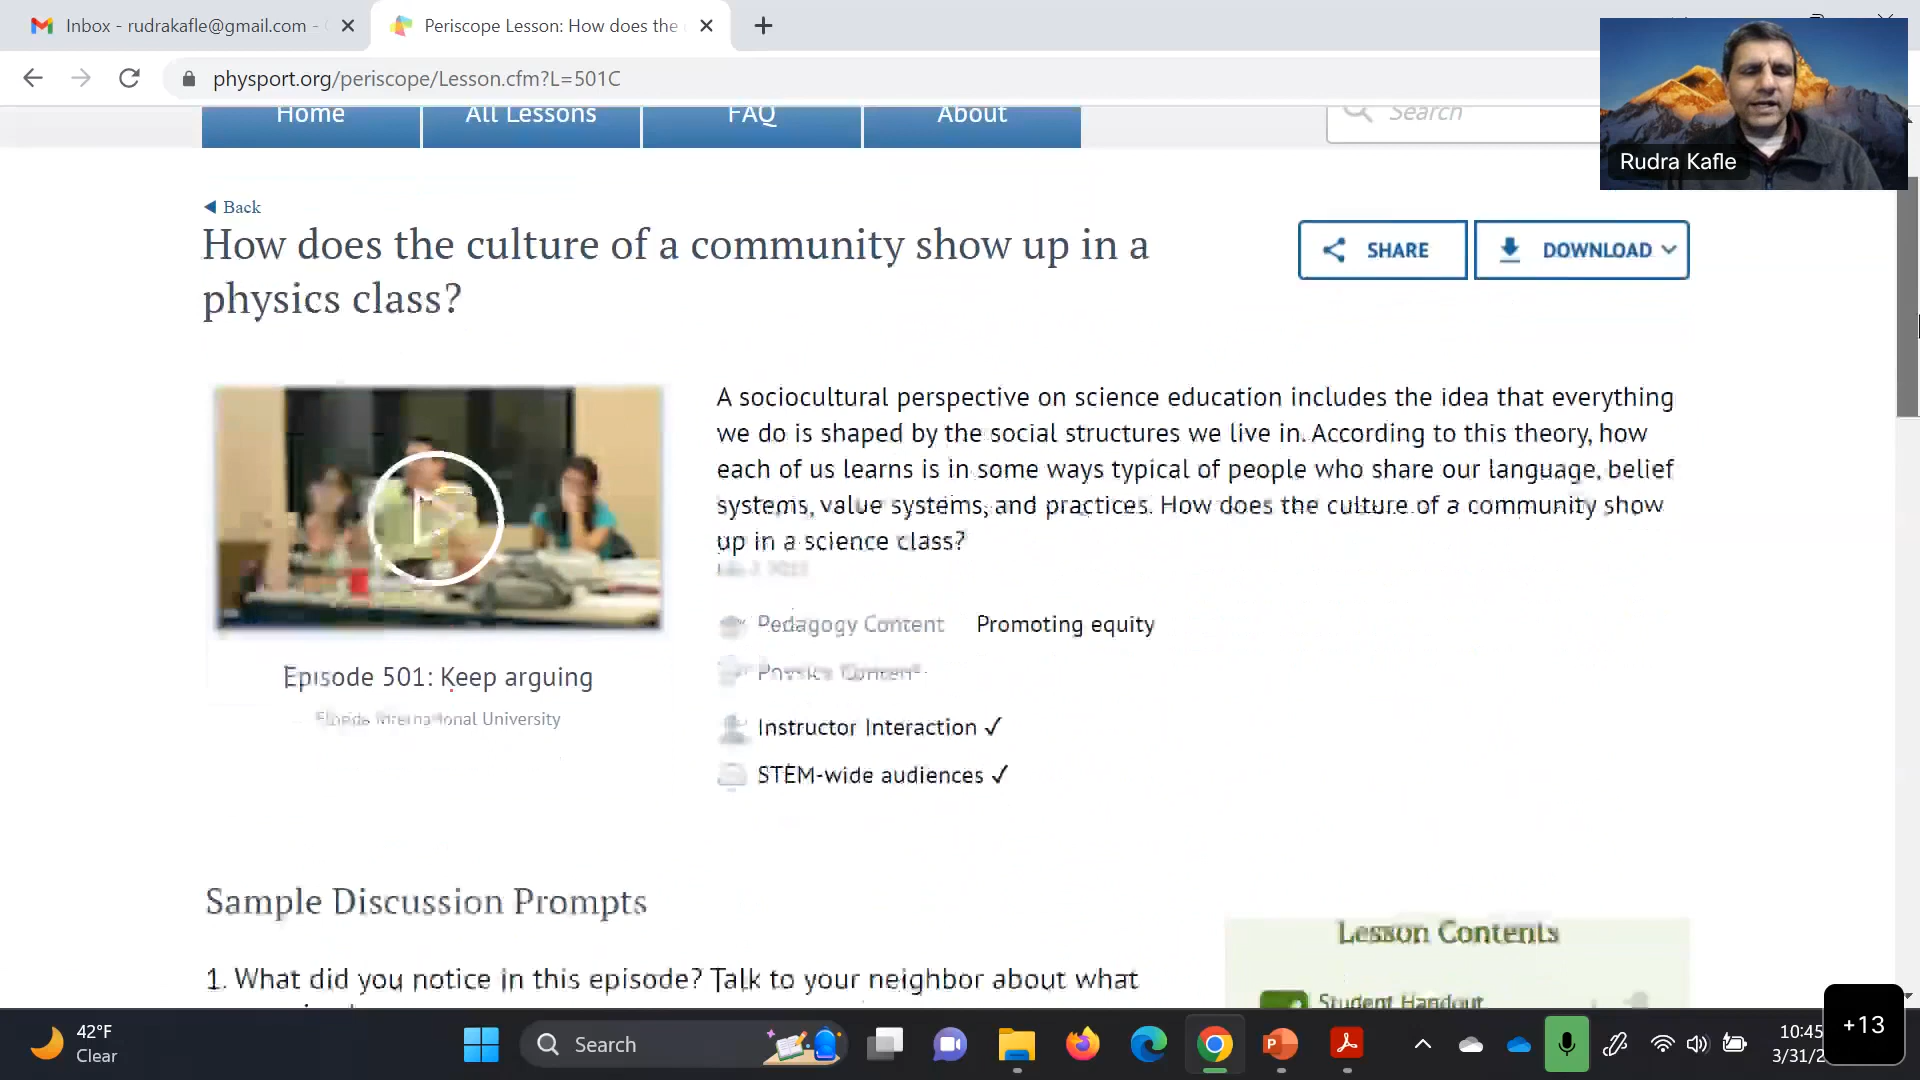 Inbox - rudrakafle@gmail.com -
Periscope Lesson: How does the
physport.org/periscope/Lesson.cfm?L=501C
Home
All Lessons
FAQ
About
Search
Rudra Kafle
Back
How does the culture of a community show up in a
physics class?
SHARE
DOWNLOAD
A sociocultural perspective on science education includes the idea that everything
we do is shaped by the social structures we live in. According to this theory, how
each of us learns is in some ways typical of people who share our language, belief
systems, value systems, and practices. How does the culture of a community show
up in a science class?
Pedagogy Content Promoting equity
Physics Content
Instructor Interaction ✓
STEM-wide audiences ✓
Episode 501: Keep arguing
Florida International University
Sample Discussion Prompts
1. What did you notice in this episode? Talk to your neighbor about what
Lesson Contents
Student Handout
42°F
Clear
Search
10:45
3/31/2
+13